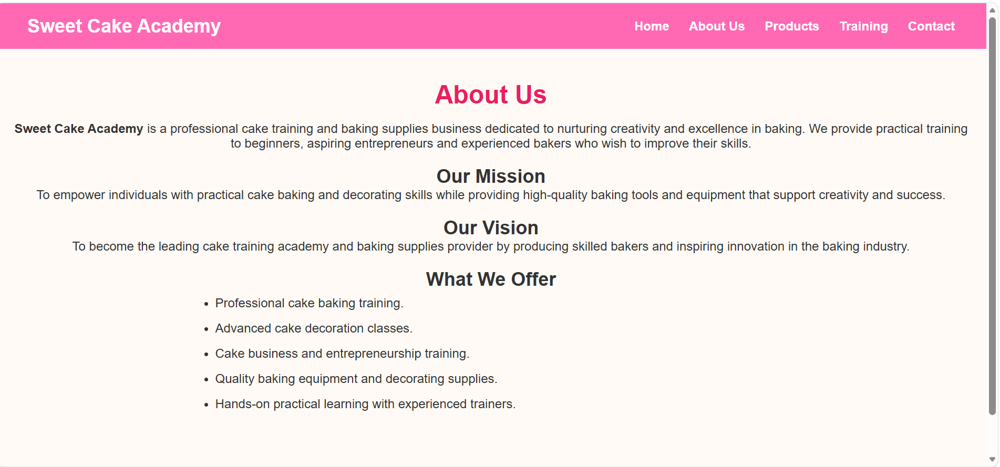 Sweet Cake Academy
Home About Us Products Training Contact
About Us
Sweet Cake Academy is a professional cake training and baking supplies business dedicated to nurturing creativity and excellence in baking. We provide practical training
to beginners, aspiring entrepreneurs and experienced bakers who wish to improve their skills.
Our Mission
To empower individuals with practical cake baking and decorating skills while providing high-quality baking tools and equipment that support creativity and success.
Our Vision
To become the leading cake training academy and baking supplies provider by producing skilled bakers and inspiring innovation in the baking industry.
What We Offer
• Professional cake baking training.
• Advanced cake decoration classes.
• Cake business and entrepreneurship training.
• Quality baking equipment and decorating supplies.
• Hands-on practical learning with experienced trainers.